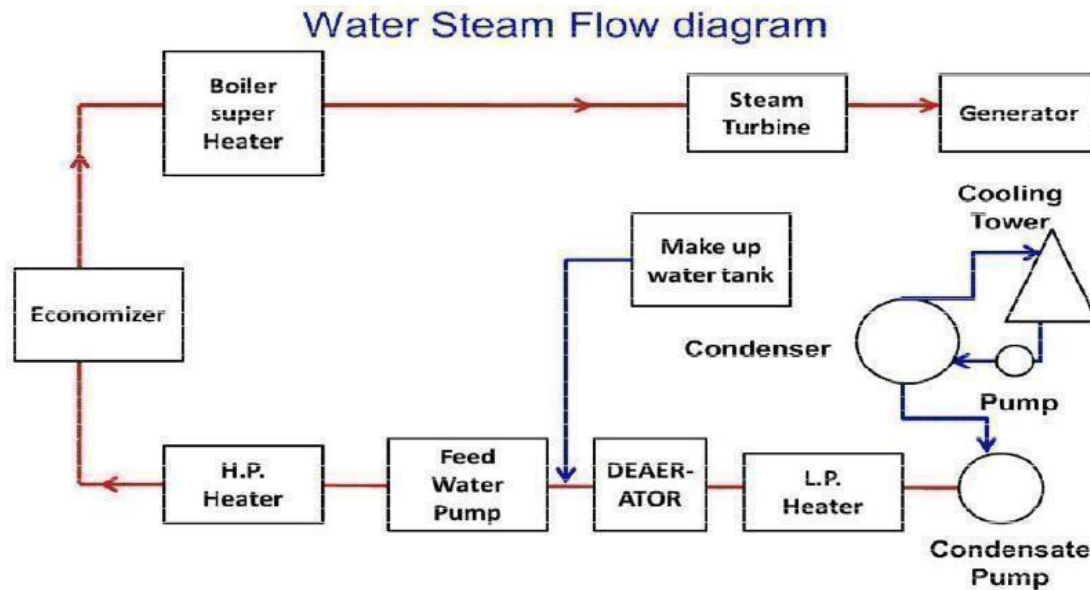 Water Steam Flow diagram
Boiler
super
Heater
Steam
Turbine
Generator
Cooling
Tower
Make up
water tank
Economizer
Condenser
Pump
H.P.
Heater
Feed
Water
Pump
DEAER-
ATOR
L.P.
Heater
Condensate
Pump